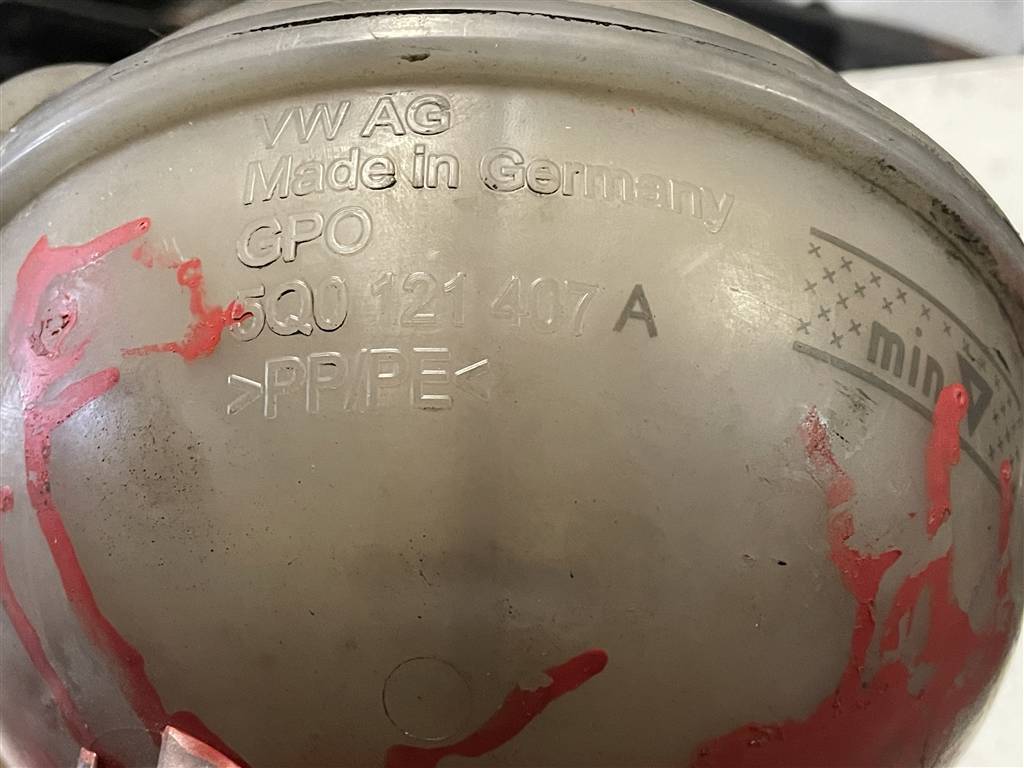 VW AG
Made in Germany
GPO
5Q0 121 407 A
>PP/PE<
min